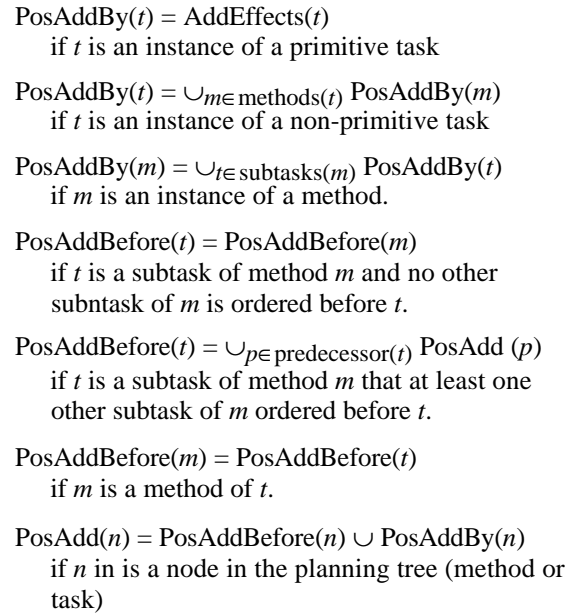 PosAddBy(t) = AddEffects(t)
if t is an instance of a primitive task
PosAddBy(t) = ∪m∈methods(t) PosAddBy(m)
if t is an instance of a non-primitive task
PosAddBy(m) = ∪t∈subtasks(m) PosAddBy(t)
if m is an instance of a method.
PosAddBefore(t) = PosAddBefore(m)
if t is a subtask of method m and no other
subntask of m is ordered before t.
PosAddBefore(t) = ∪p∈predecessor(t) PosAdd (p)
if t is a subtask of method m that at least one
other subtask of m ordered before t.
PosAddBefore(m) = PosAddBefore(t)
if m is a method of t.
PosAdd(n) = PosAddBefore(n) ∪ PosAddBy(n)
if n in is a node in the planning tree (method or
task)